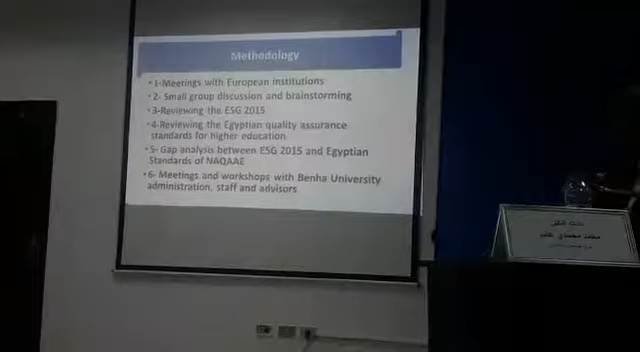 Methodology
• 1-Meetings with European institutions
• 2- Small group discussion and brainstorming
• 3-Reviewing the ESG 2015
• 4-Reviewing the Egyptian quality assurance
standards for higher education
• 5- Gap analysis between ESG 2015 and Egyptian
Standards of NAQAAE
• 6- Meetings and workshops with Benha University
administration, staff and advisors
محمد